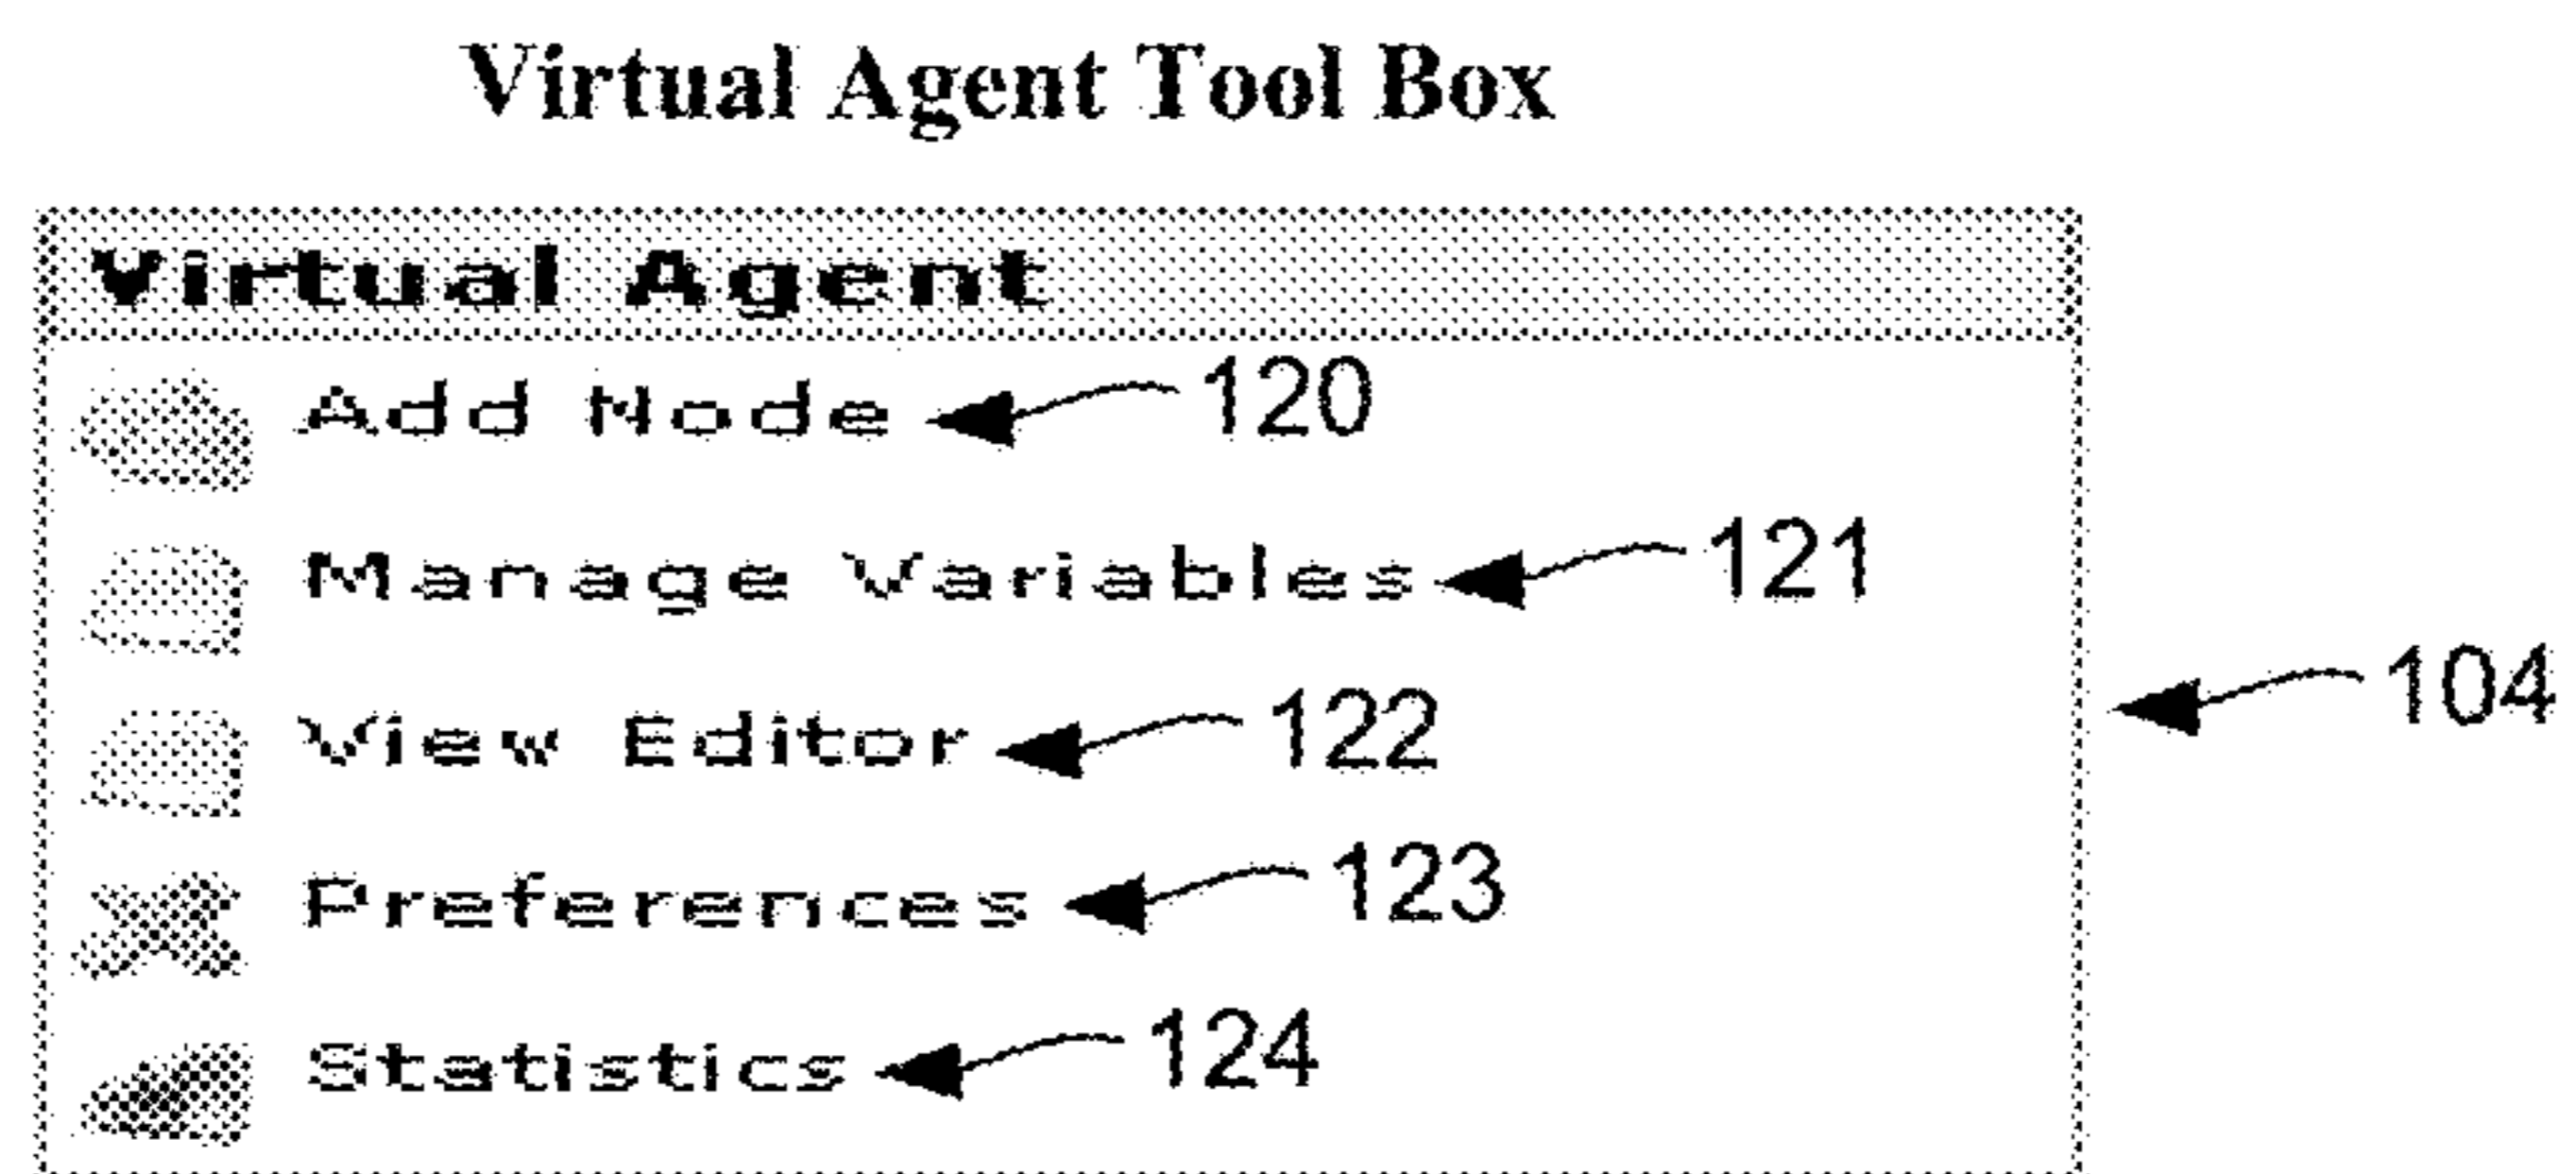 Virtual Agent Tool Box
Virtual Agent
Add Node 120
Manage Variables 121
104
View Editor 122
Preferences 123
Statistics 124